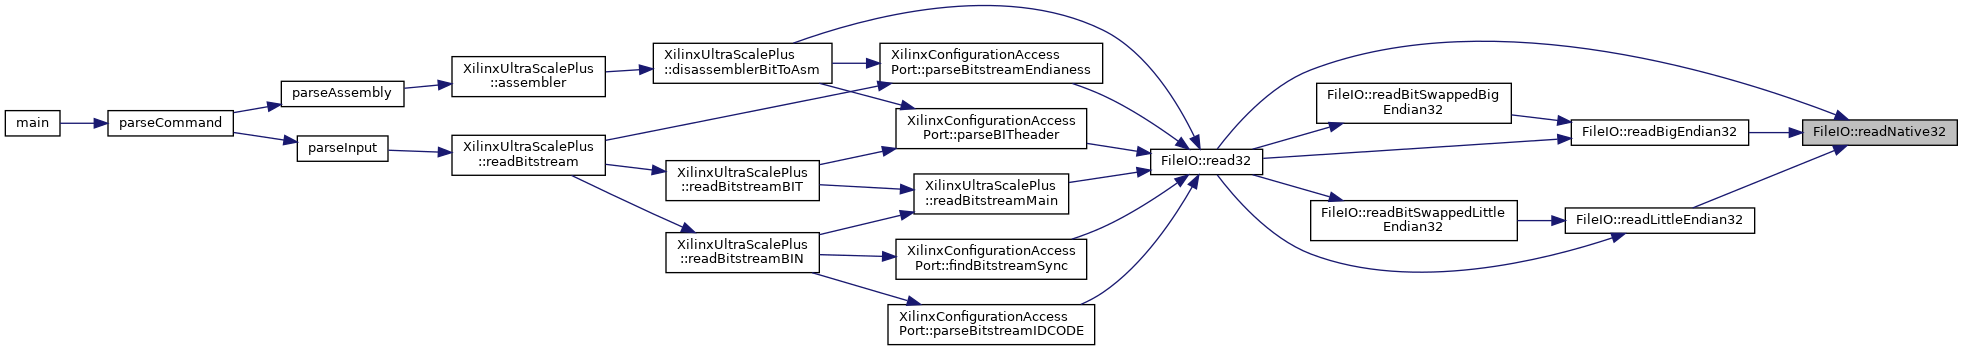 main
parseCommand
parseAssembly
parseInput
XilinxUltraScalePlus
::assembler
XilinxUltraScalePlus
::readBitstream
XilinxUltraScalePlus
::disassemblerBitToAsm
XilinxUltraScalePlus
::readBitstreamBIT
XilinxUltraScalePlus
::readBitstreamBIN
XilinxConfigurationAccess
Port::parseBitstreamEndianess
XilinxConfigurationAccess
Port::parseBITheader
XilinxUltraScalePlus
::readBitstreamMain
XilinxConfigurationAccess
Port::findBitstreamSync
XilinxConfigurationAccess
Port::parseBitstreamIDCODE
FileIO::read32
FileIO::readBitSwappedBig
Endian32
FileIO::readBitSwappedLittle
Endian32
FileIO::readBigEndian32
FileIO::readLittleEndian32
FileIO::readNative32